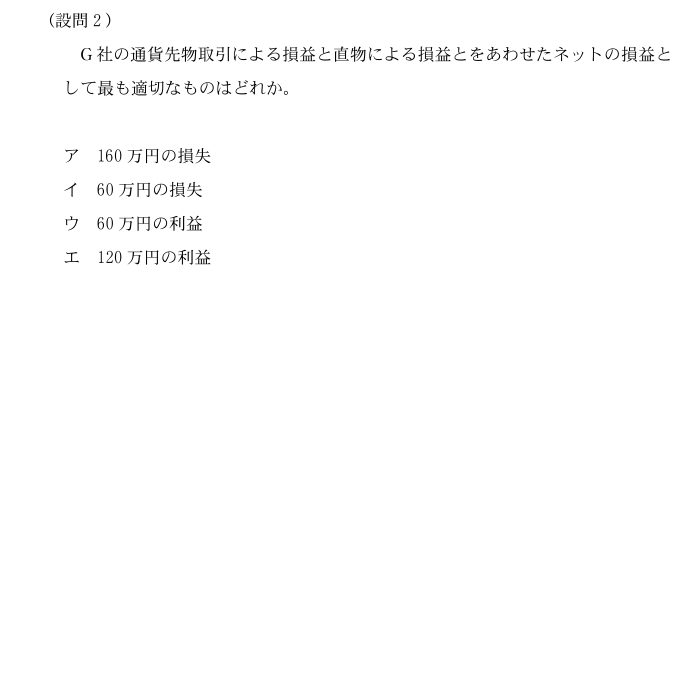 （設問２）
Ｇ社の通貨先物取引による損益と直物による損益とをあわせたネットの損益と
して最も適切なものはどれか。
ア　160 万円の損失
イ　60 万円の損失
ウ　60 万円の利益
エ　120 万円の利益